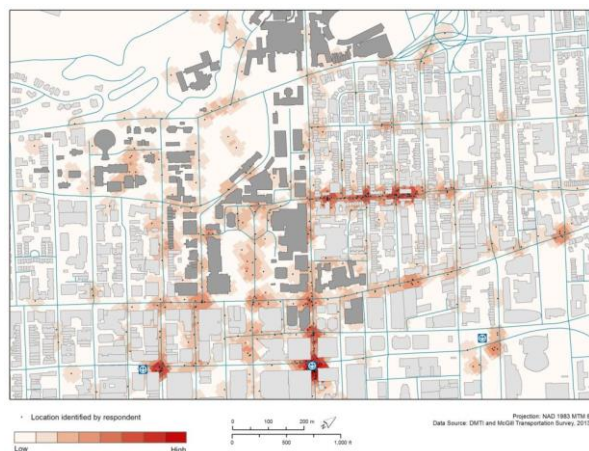 Location identified by respondent
Low High
0 100 200 m
0 500 1,000 ft
Projection: NAD 1983 MTM 8
Data Source: DMTI and McGill Transportation Survey, 2013